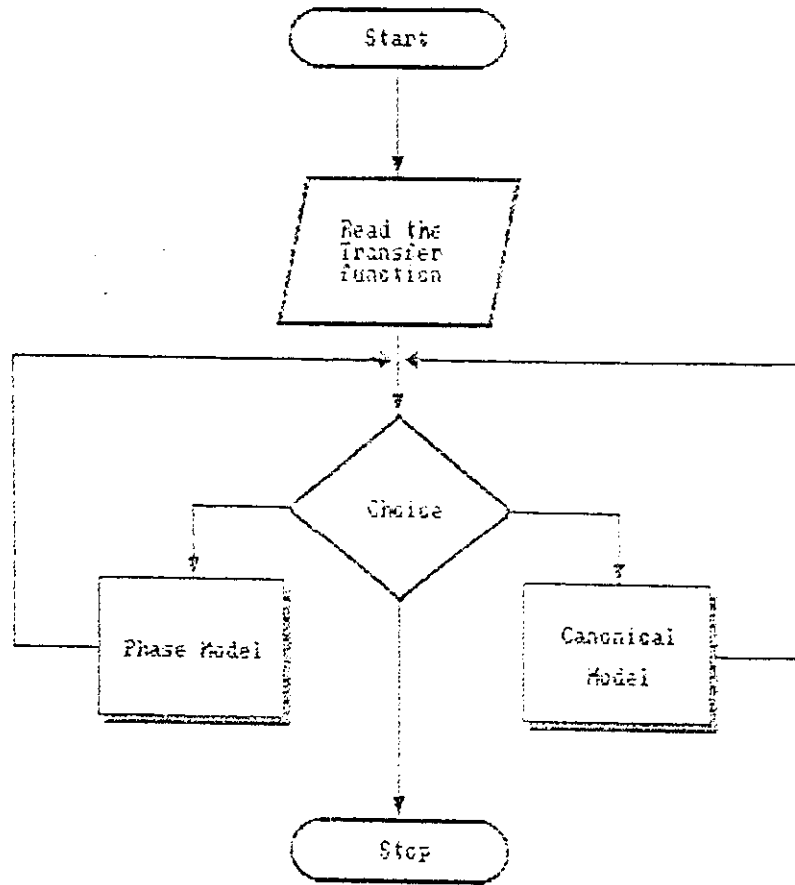 Start
Read the
Transfer
function
Choice
Phase Model
Canonical
Model
Stop